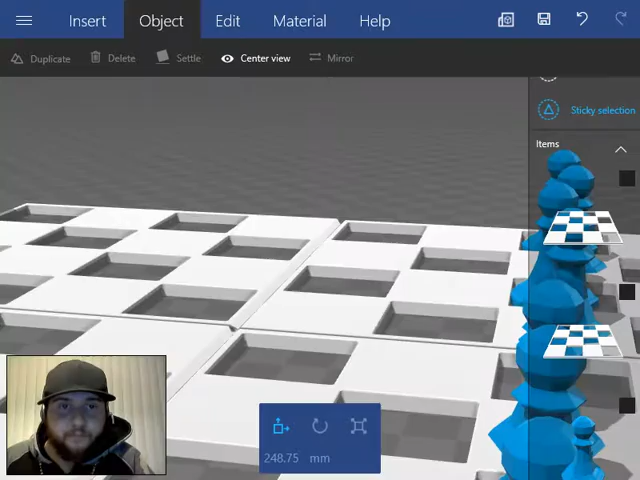 Insert Object Edit Material Help
Duplicate Delete Settle Center view Mirror
Sticky selection
Items
248.75 mm